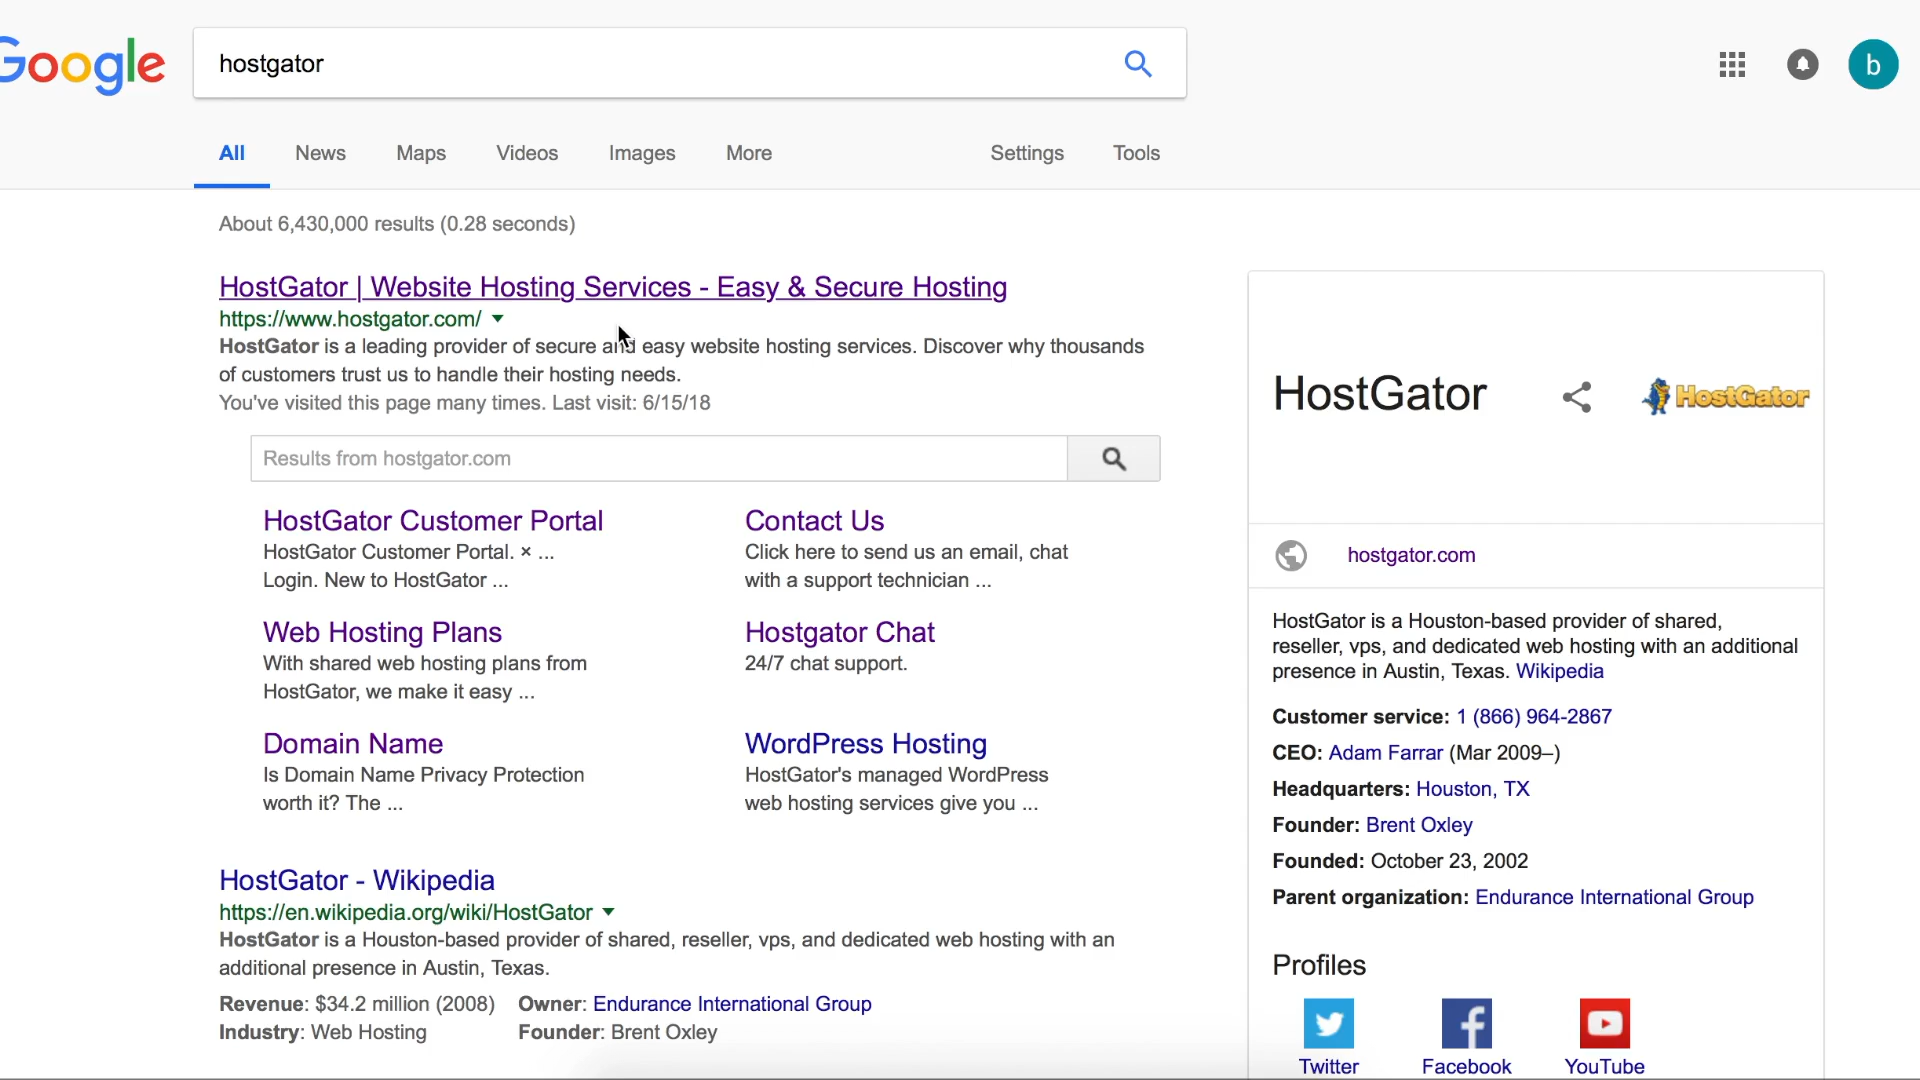 Google
hostgator
b
All News Maps Videos Images More Settings Tools
About 6,430,000 results (0.28 seconds)
HostGator | Website Hosting Services - Easy & Secure Hosting
https://www.hostgator.com/
HostGator is a leading provider of secure and easy website hosting services. Discover why thousands
of customers trust us to handle their hosting needs.
You've visited this page many times. Last visit: 6/15/18
Results from hostgator.com
HostGator Customer Portal
HostGator Customer Portal. × ...
Login. New to HostGator ...
Contact Us
Click here to send us an email, chat
with a support technician ...
Web Hosting Plans
With shared web hosting plans from
HostGator, we make it easy ...
Hostgator Chat
24/7 chat support.
Domain Name
Is Domain Name Privacy Protection
worth it? The ...
WordPress Hosting
HostGator's managed WordPress
web hosting services give you ...
HostGator - Wikipedia
https://en.wikipedia.org/wiki/HostGator
HostGator is a Houston-based provider of shared, reseller, vps, and dedicated web hosting with an
additional presence in Austin, Texas.
Revenue: $34.2 million (2008) Owner: Endurance International Group
Industry: Web Hosting Founder: Brent Oxley
HostGator
HostGator
hostgator.com
HostGator is a Houston-based provider of shared,
reseller, vps, and dedicated web hosting with an additional
presence in Austin, Texas. Wikipedia
Customer service: 1 (866) 964-2867
CEO: Adam Farrar (Mar 2009–)
Headquarters: Houston, TX
Founder: Brent Oxley
Founded: October 23, 2002
Parent organization: Endurance International Group
Profiles
Twitter Facebook YouTube